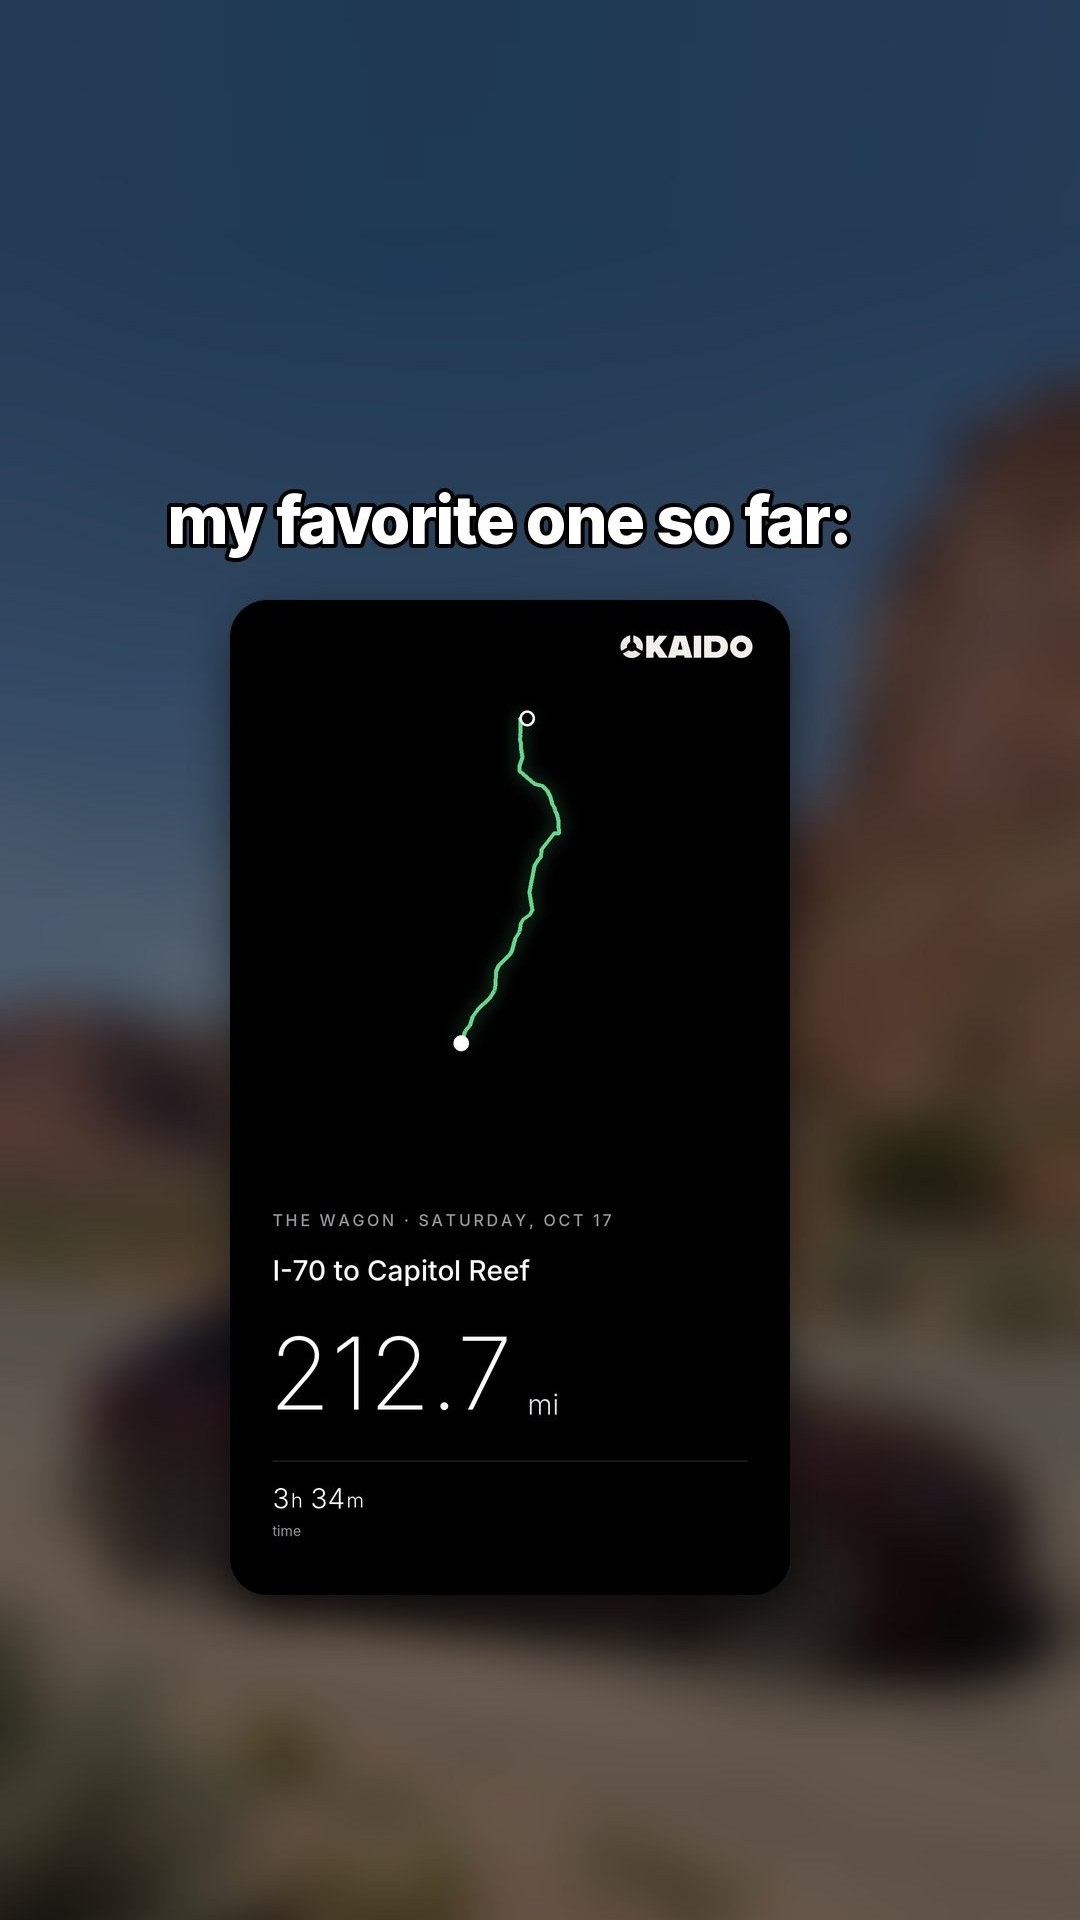 my favorite one so far:
KAIDO
THE WAGON · SATURDAY, OCT 17
I-70 to Capitol Reef
212.7 mi
3h 34m
time